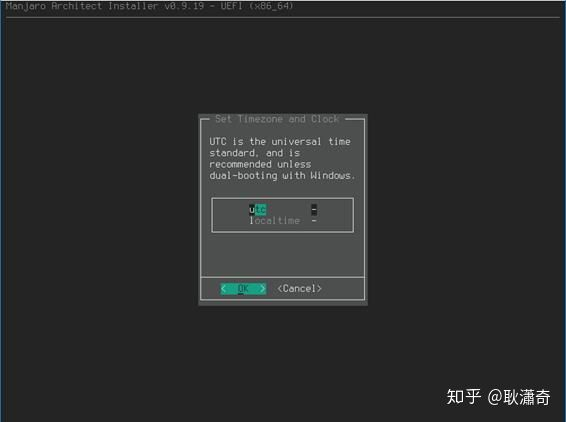 Manjaro Architect Installer v0.9.19 - UEFI (x86_64)
Set Timezone and Clock
UTC is the universal time
standard, and is
recommended unless
dual-booting with Windows.
utc -
localtime -
< OK > <Cancel>
知乎 @耿瀟奇